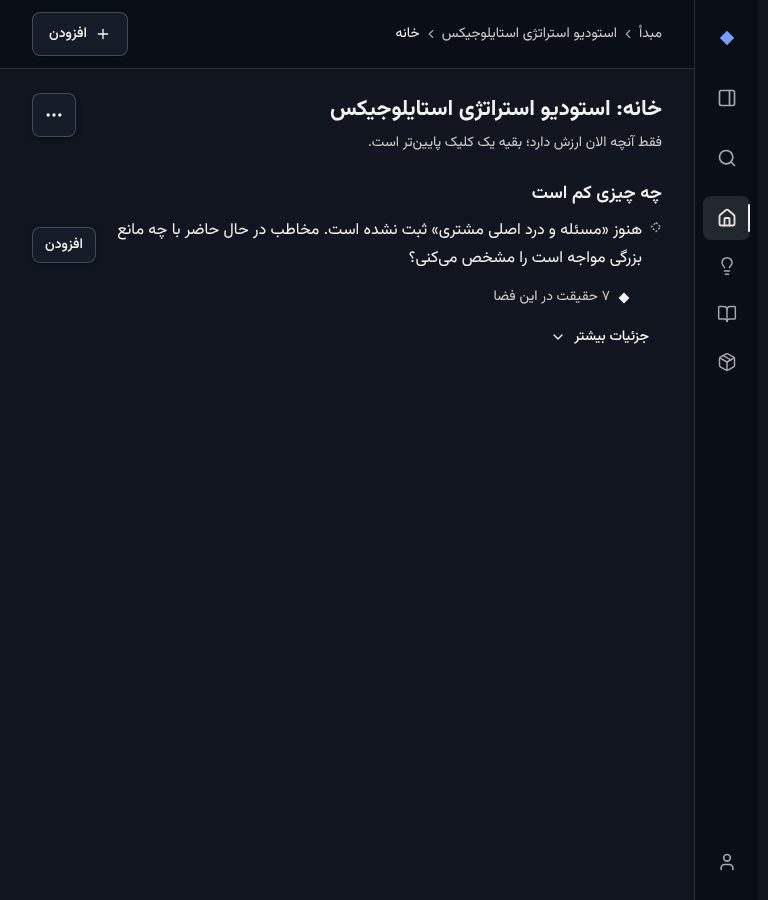 مبدأ › استودیو استراتژی استایلوجیکس › خانه
افزودن
خانه: استودیو استراتژی استایلوجیکس
فقط آنچه الان ارزش دارد؛ بقیه یک کلیک پایین‌تر است.
چه چیزی کم است
هنوز «مسئله و درد اصلی مشتری» ثبت نشده است. مخاطب در حال حاضر با چه مانع
بزرگی مواجه است را مشخص می‌کنی؟
افزودن
۷ حقیقت در این فضا
جزئیات بیشتر